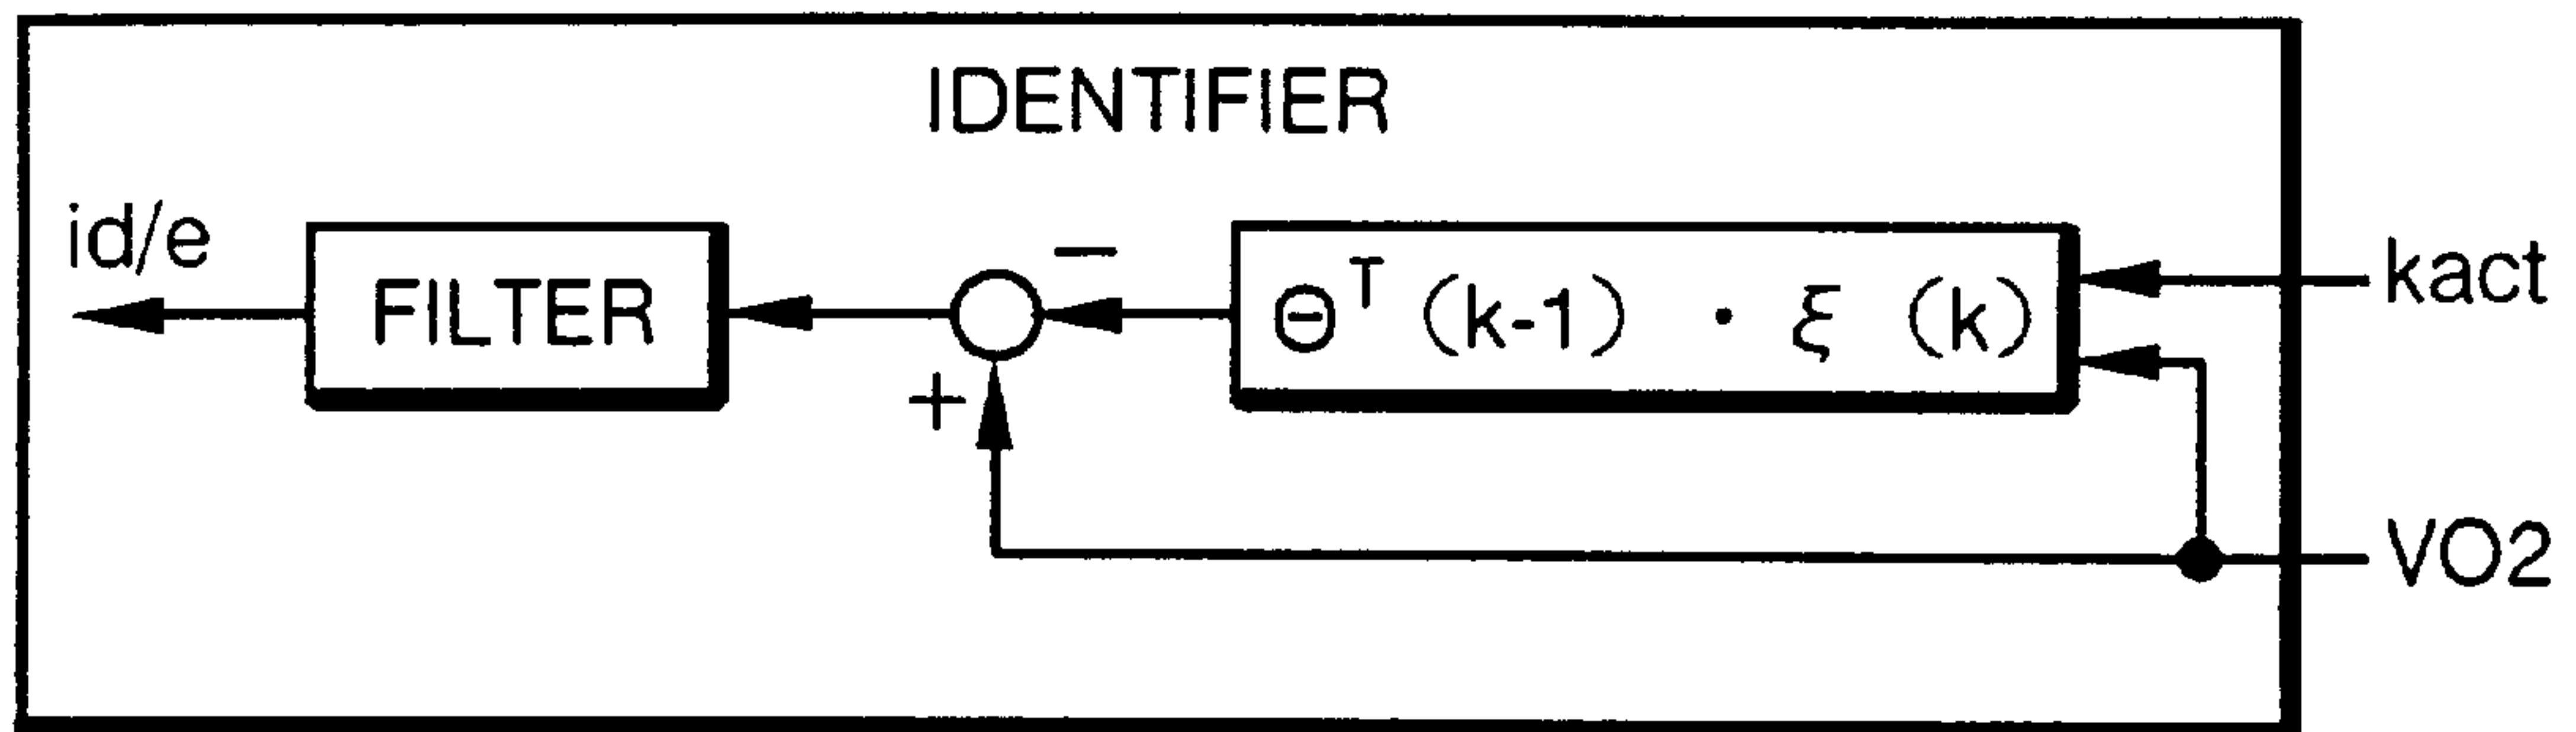 IDENTIFIER
id/e
FILTER
−
+
Θᵀ (k-1) · ξ (k)
kact
VO2